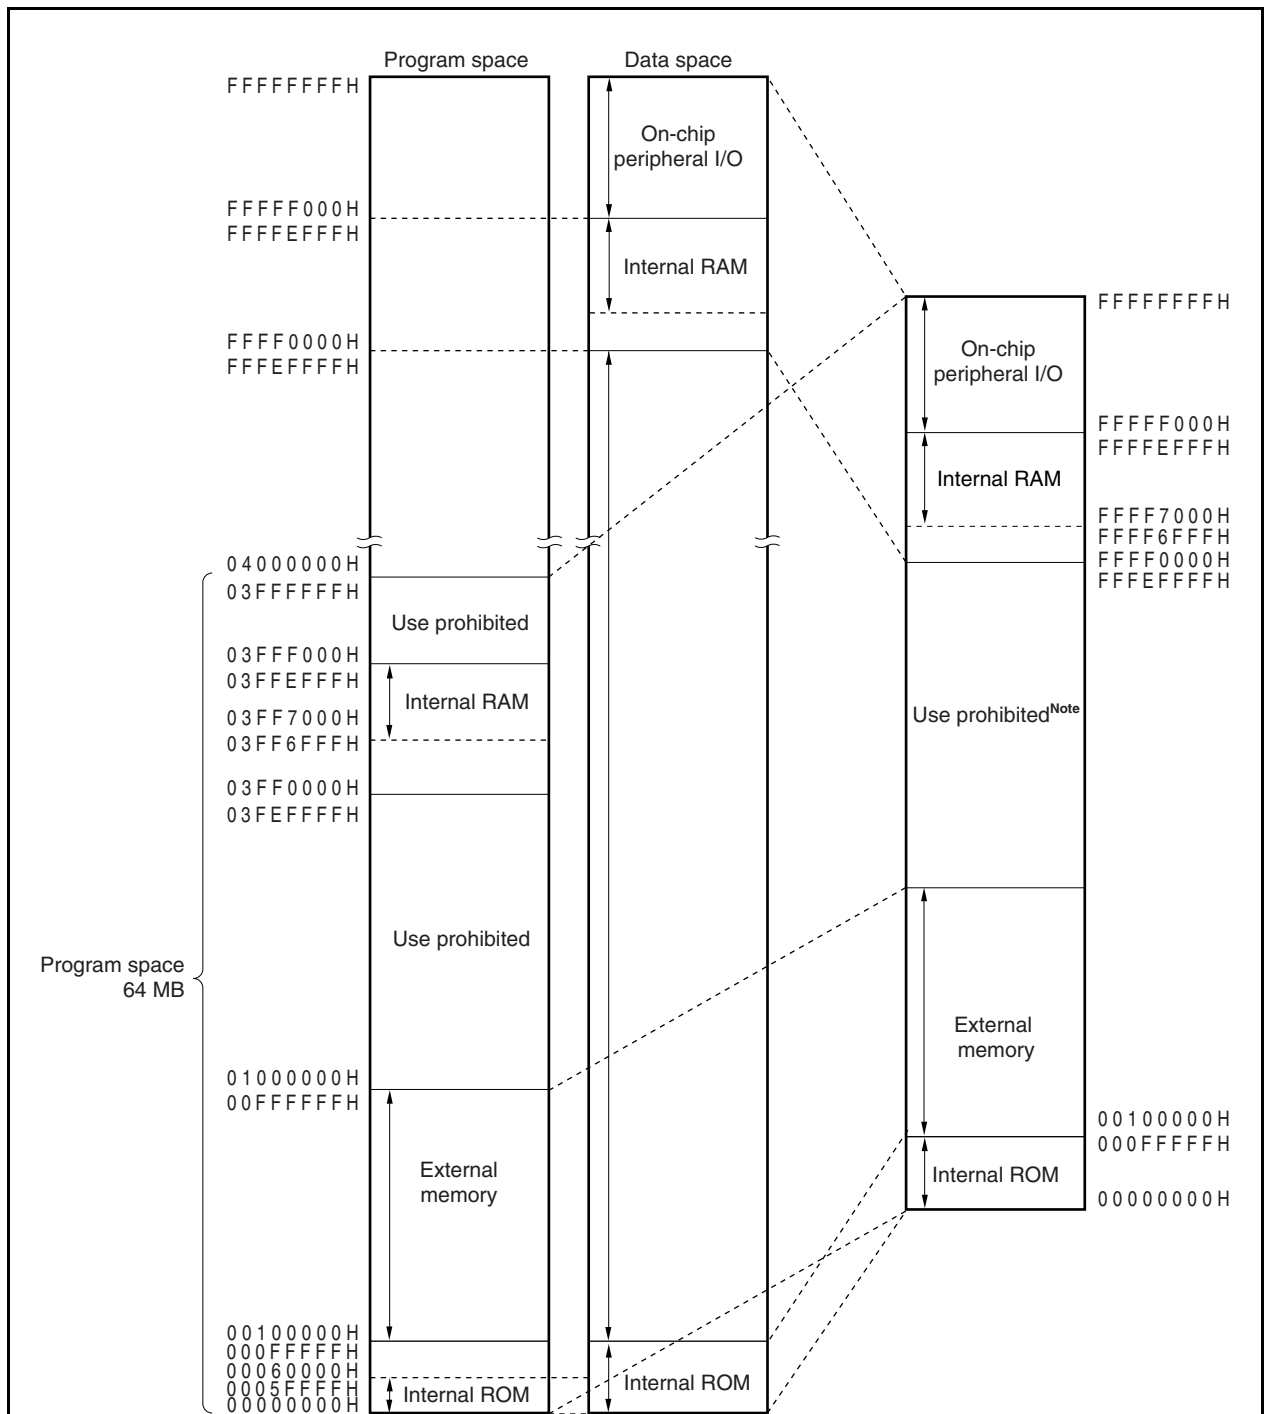 Program space
Data space
FFFFFFFFH
On-chip
peripheral I/O
FFFFF000H
FFFFEFFFH
Internal RAM
FFFF0000H
FFFEFFFFH
04000000H
03FFFFFFH
Use prohibited
03FFF000H
03FFEFFFH
Internal RAM
03FF7000H
03FF6FFFH
03FF0000H
03FEFFFFH
Use prohibited
Program space
64 MB
01000000H
00FFFFFFH
External
memory
00100000H
000FFFFFH
00060000H
0005FFFFH
00000000H
Internal ROM
Internal ROM
FFFFFFFFH
On-chip
peripheral I/O
FFFFF000H
FFFFEFFFH
Internal RAM
FFFF7000H
FFFF6FFFH
FFFF0000H
FFFEFFFFH
Use prohibitedNote
External
memory
00100000H
000FFFFFH
Internal ROM
00000000H